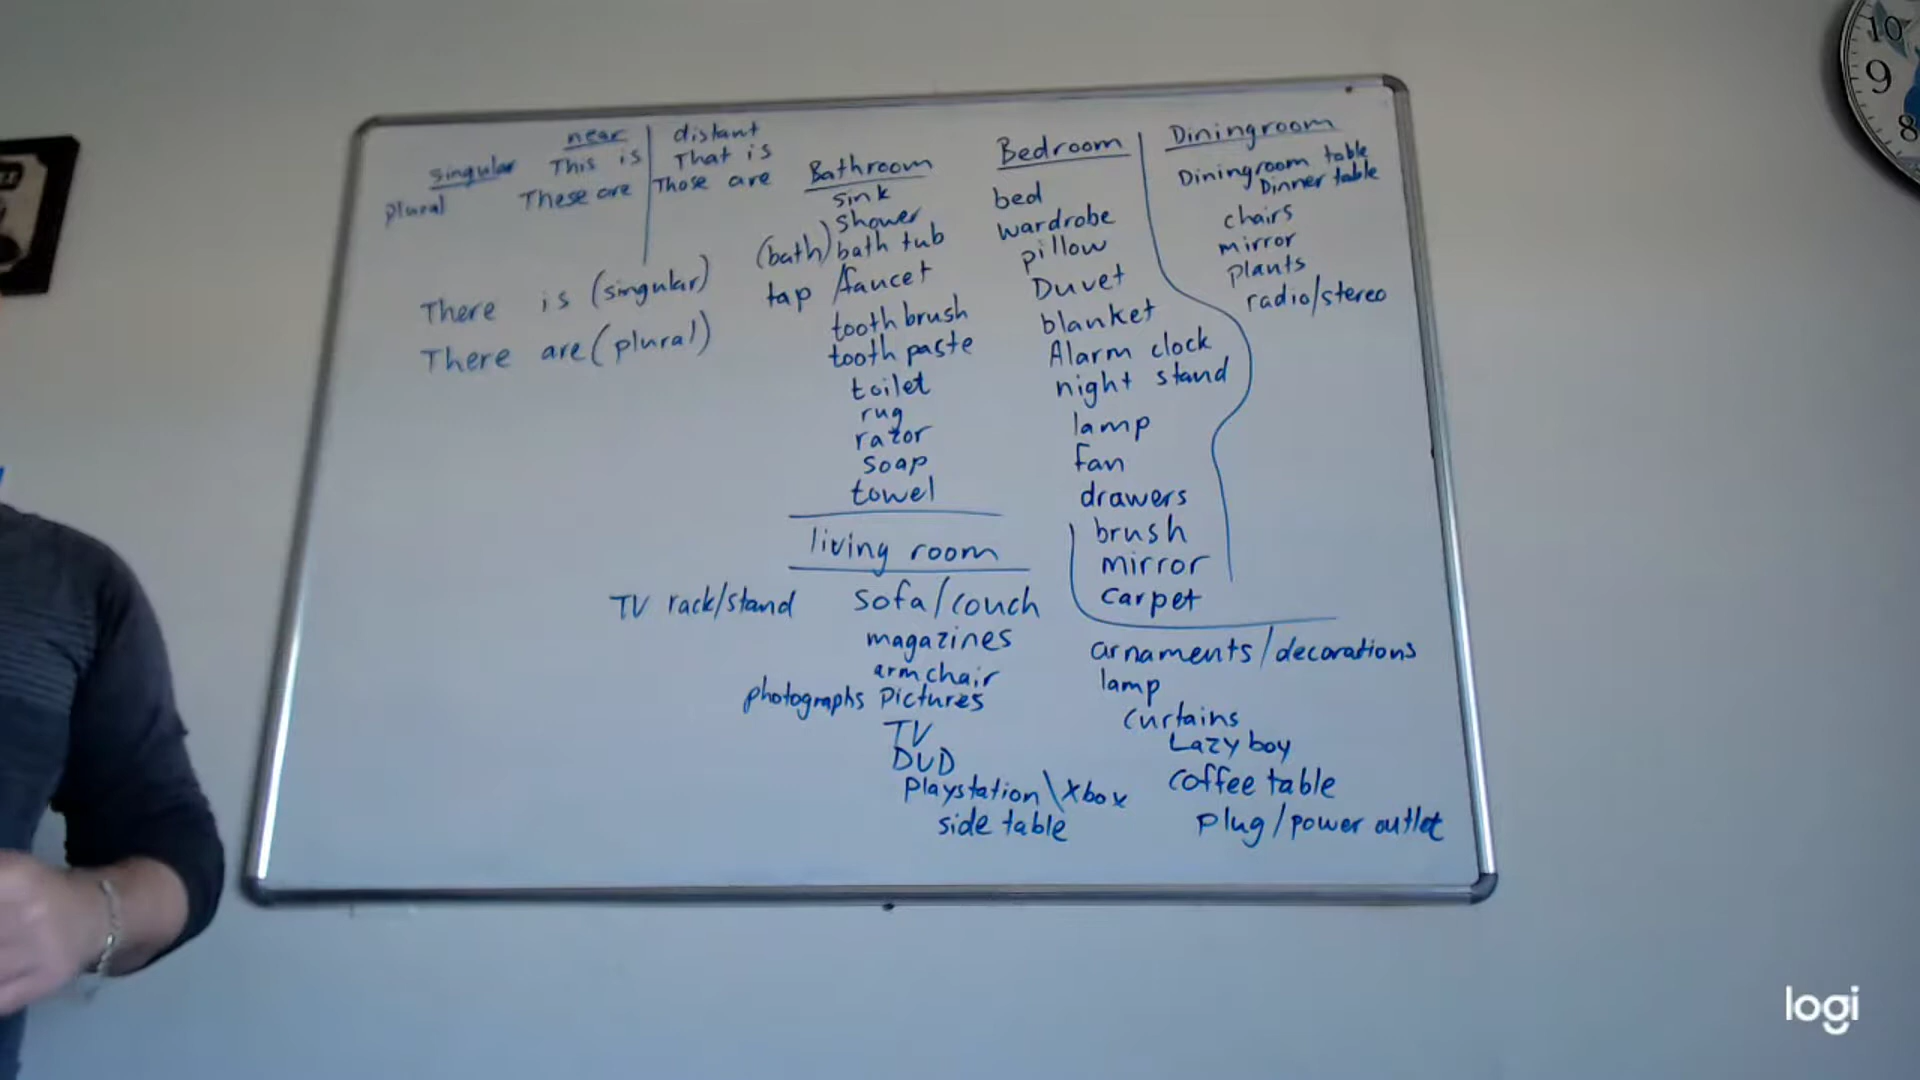 near | distant
singular This is | That is
plural These are | Those are
There is (singular)
There are (plural)
Bathroom
sink
shower
(bath) bath tub
tap /faucet
tooth brush
tooth paste
toilet
rug
razor
soap
towel
Bedroom
bed
wardrobe
pillow
Duvet
blanket
Alarm clock
night stand
lamp
fan
drawers
brush
mirror
carpet
Diningroom
Diningroom table
Dinner table
chairs
mirror
plants
radio/stereo
living room
TV rack/stand sofa/couch
magazines
armchair
photographs Pictures
TV
DVD
Playstation\Xbox
side table
arnaments/decorations
lamp
curtains
Lazy boy
coffee table
plug/power outlet
10
9
8
logi